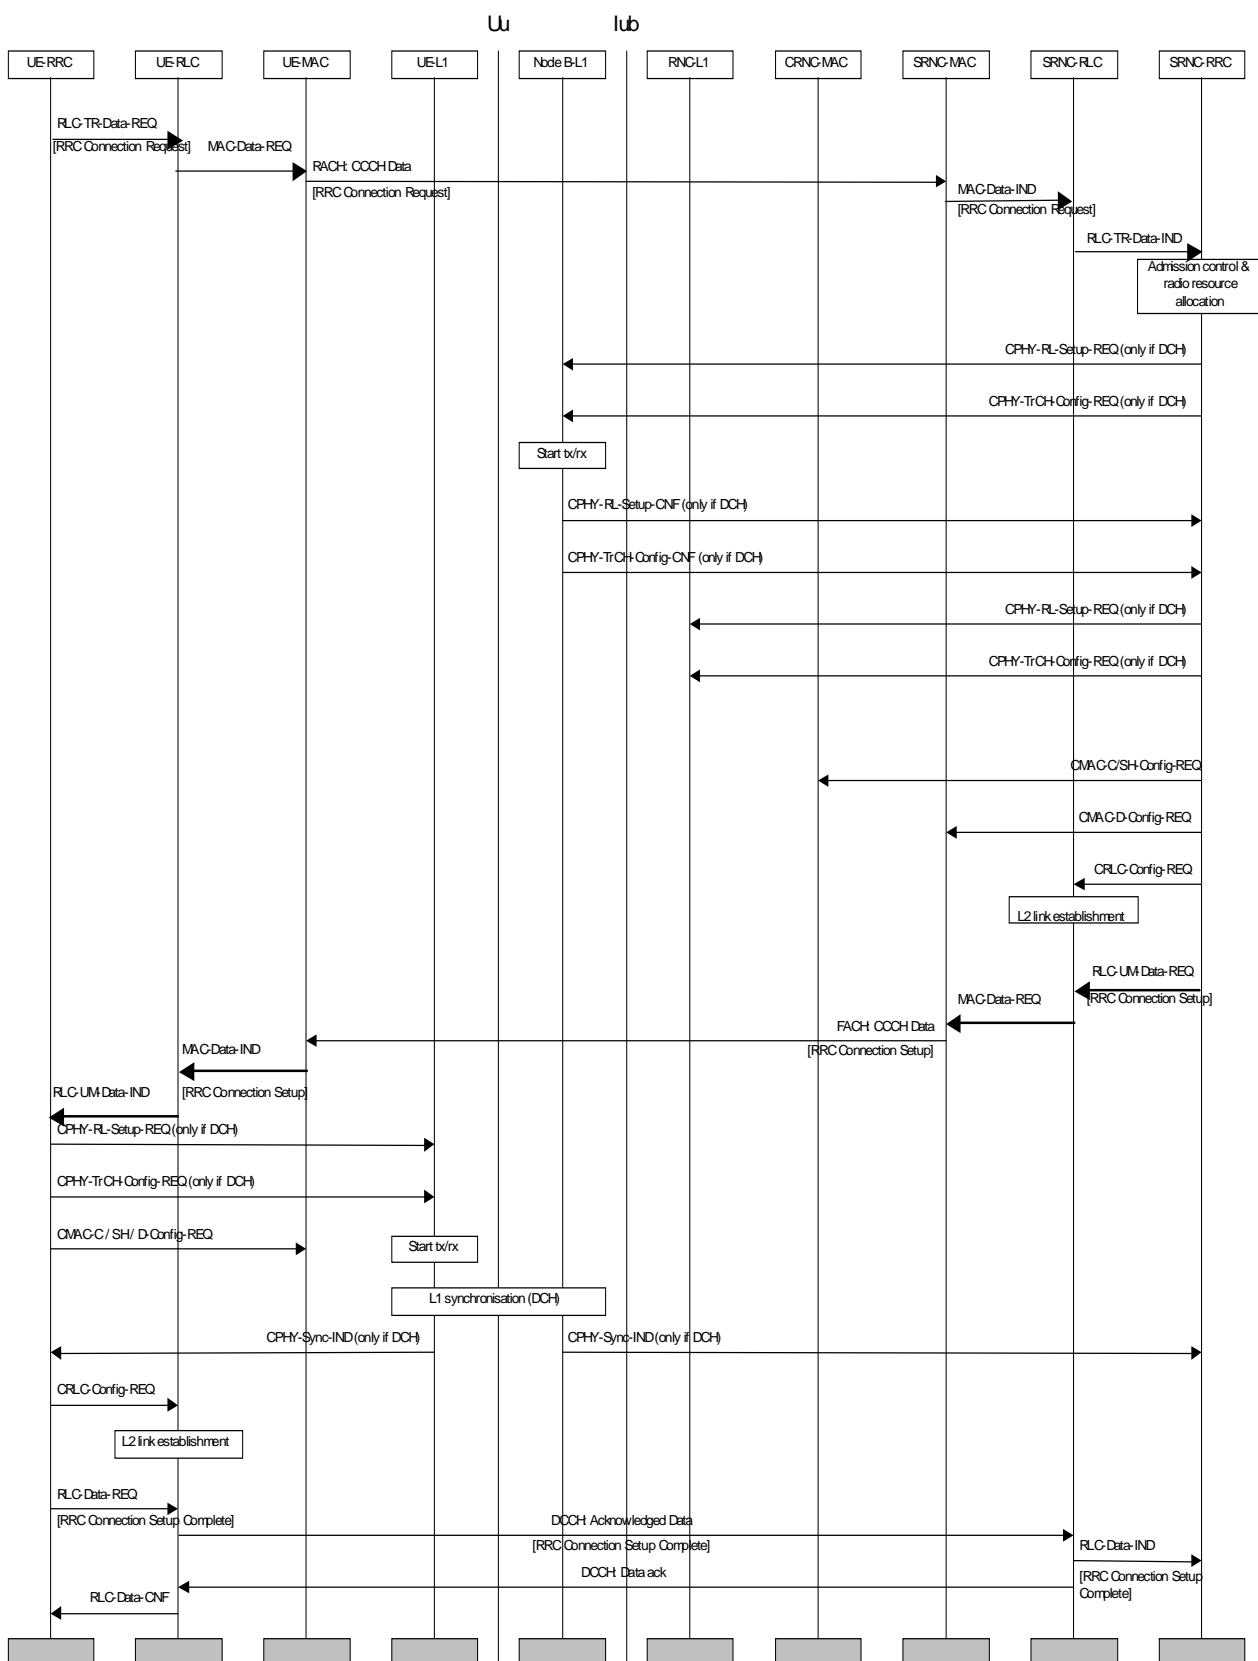 Uu Iub
UE-RRC UE-RLC UE-MAC UE-L1 Node B-L1 RNC-L1 CRNC-MAC SRNC-MAC SRNC-RLC SRNC-RRC
RLC-TR-Data-REQ
[RRC Connection Request]
MAC-Data-REQ
RACH: CCCH Data
[RRC Connection Request]
MAC-Data-IND
[RRC Connection Request]
RLC-TR-Data-IND
Admission control &
radio resource
allocation
CPHY-RL-Setup-REQ (only if DCH)
CPHY-TrCH-Config-REQ (only if DCH)
Start tx/rx
CPHY-RL-Setup-CNF (only if DCH)
CPHY-TrCH-Config-CNF (only if DCH)
CPHY-RL-Setup-REQ (only if DCH)
CPHY-TrCH-Config-REQ (only if DCH)
CMAC-C/SH-Config-REQ
CMAC-D-Config-REQ
CRLC-Config-REQ
L2 link establishment
RLC-UM-Data-REQ
[RRC Connection Setup]
MAC-Data-REQ
FACH: CCCH Data
[RRC Connection Setup]
MAC-Data-IND
[RRC Connection Setup]
RLC-UM-Data-IND
CPHY-RL-Setup-REQ (only if DCH)
CPHY-TrCH-Config-REQ (only if DCH)
CMAC-C / SH / D-Config-REQ
Start tx/rx
L1 synchronisation (DCH)
CPHY-Sync-IND (only if DCH) CPHY-Sync-IND (only if DCH)
CRLC-Config-REQ
L2 link establishment
RLC-Data-REQ
[RRC Connection Setup Complete]
DCCH: Acknowledged Data
[RRC Connection Setup Complete]
RLC-Data-IND
[RRC Connection Setup
Complete]
DCCH: Data ack
RLC-Data-CNF